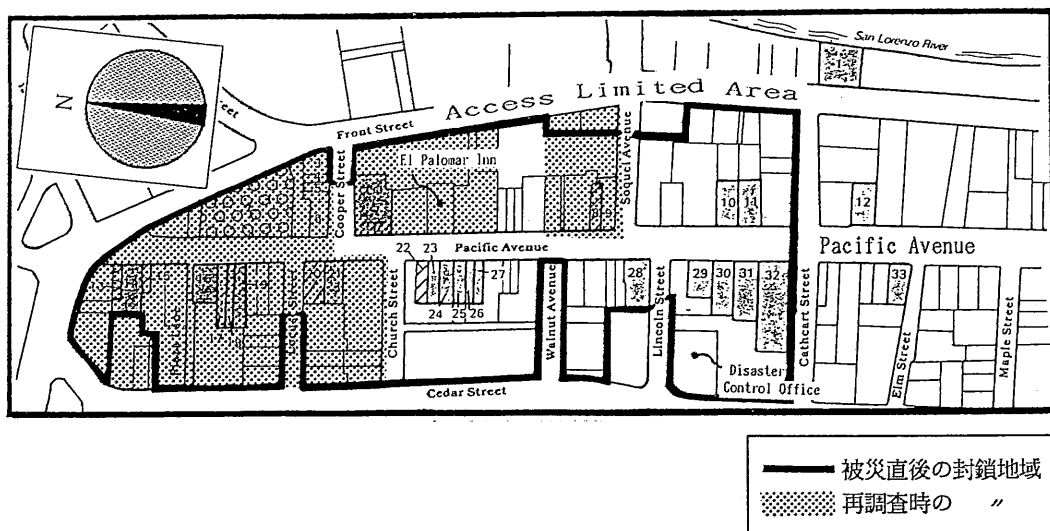 San Lorenzo River
1
N
Street
Access Limited Area
Front Street
El Palomar Inn
Cooper Street
Soquel Avenue
10
11
12
Pacific Avenue
Pacific Avenue
22
23
24
25
26
27
28
29
30
31
32
33
Church Street
Walnut Avenue
Lincoln Street
Cathcart Street
Elm Street
Maple Street
Disaster
Control Office
Cedar Street
被災直後の封鎖地域
再調査時の 〃